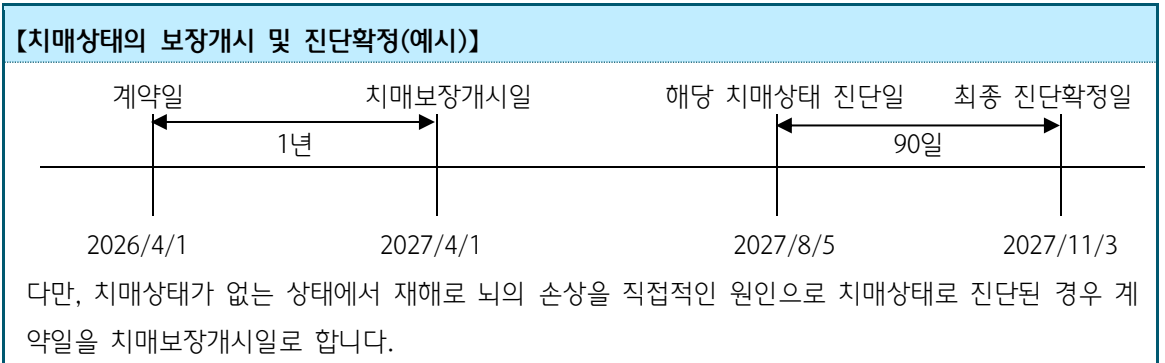 【치매상태의 보장개시 및 진단확정(예시)】
계약일 치매보장개시일 해당 치매상태 진단일 최종 진단확정일
1년 90일
2026/4/1 2027/4/1 2027/8/5 2027/11/3
다만, 치매상태가 없는 상태에서 재해로 뇌의 손상을 직접적인 원인으로 치매상태로 진단된 경우 계
약일을 치매보장개시일로 합니다.